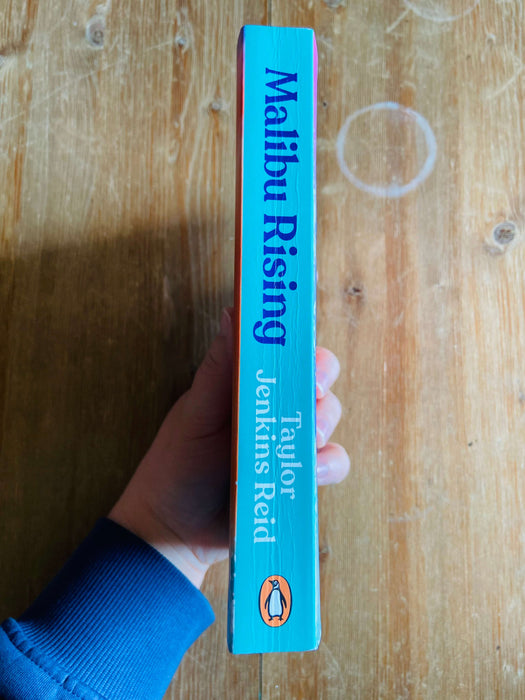 Malibu Rising
Taylor
Jenkins Reid